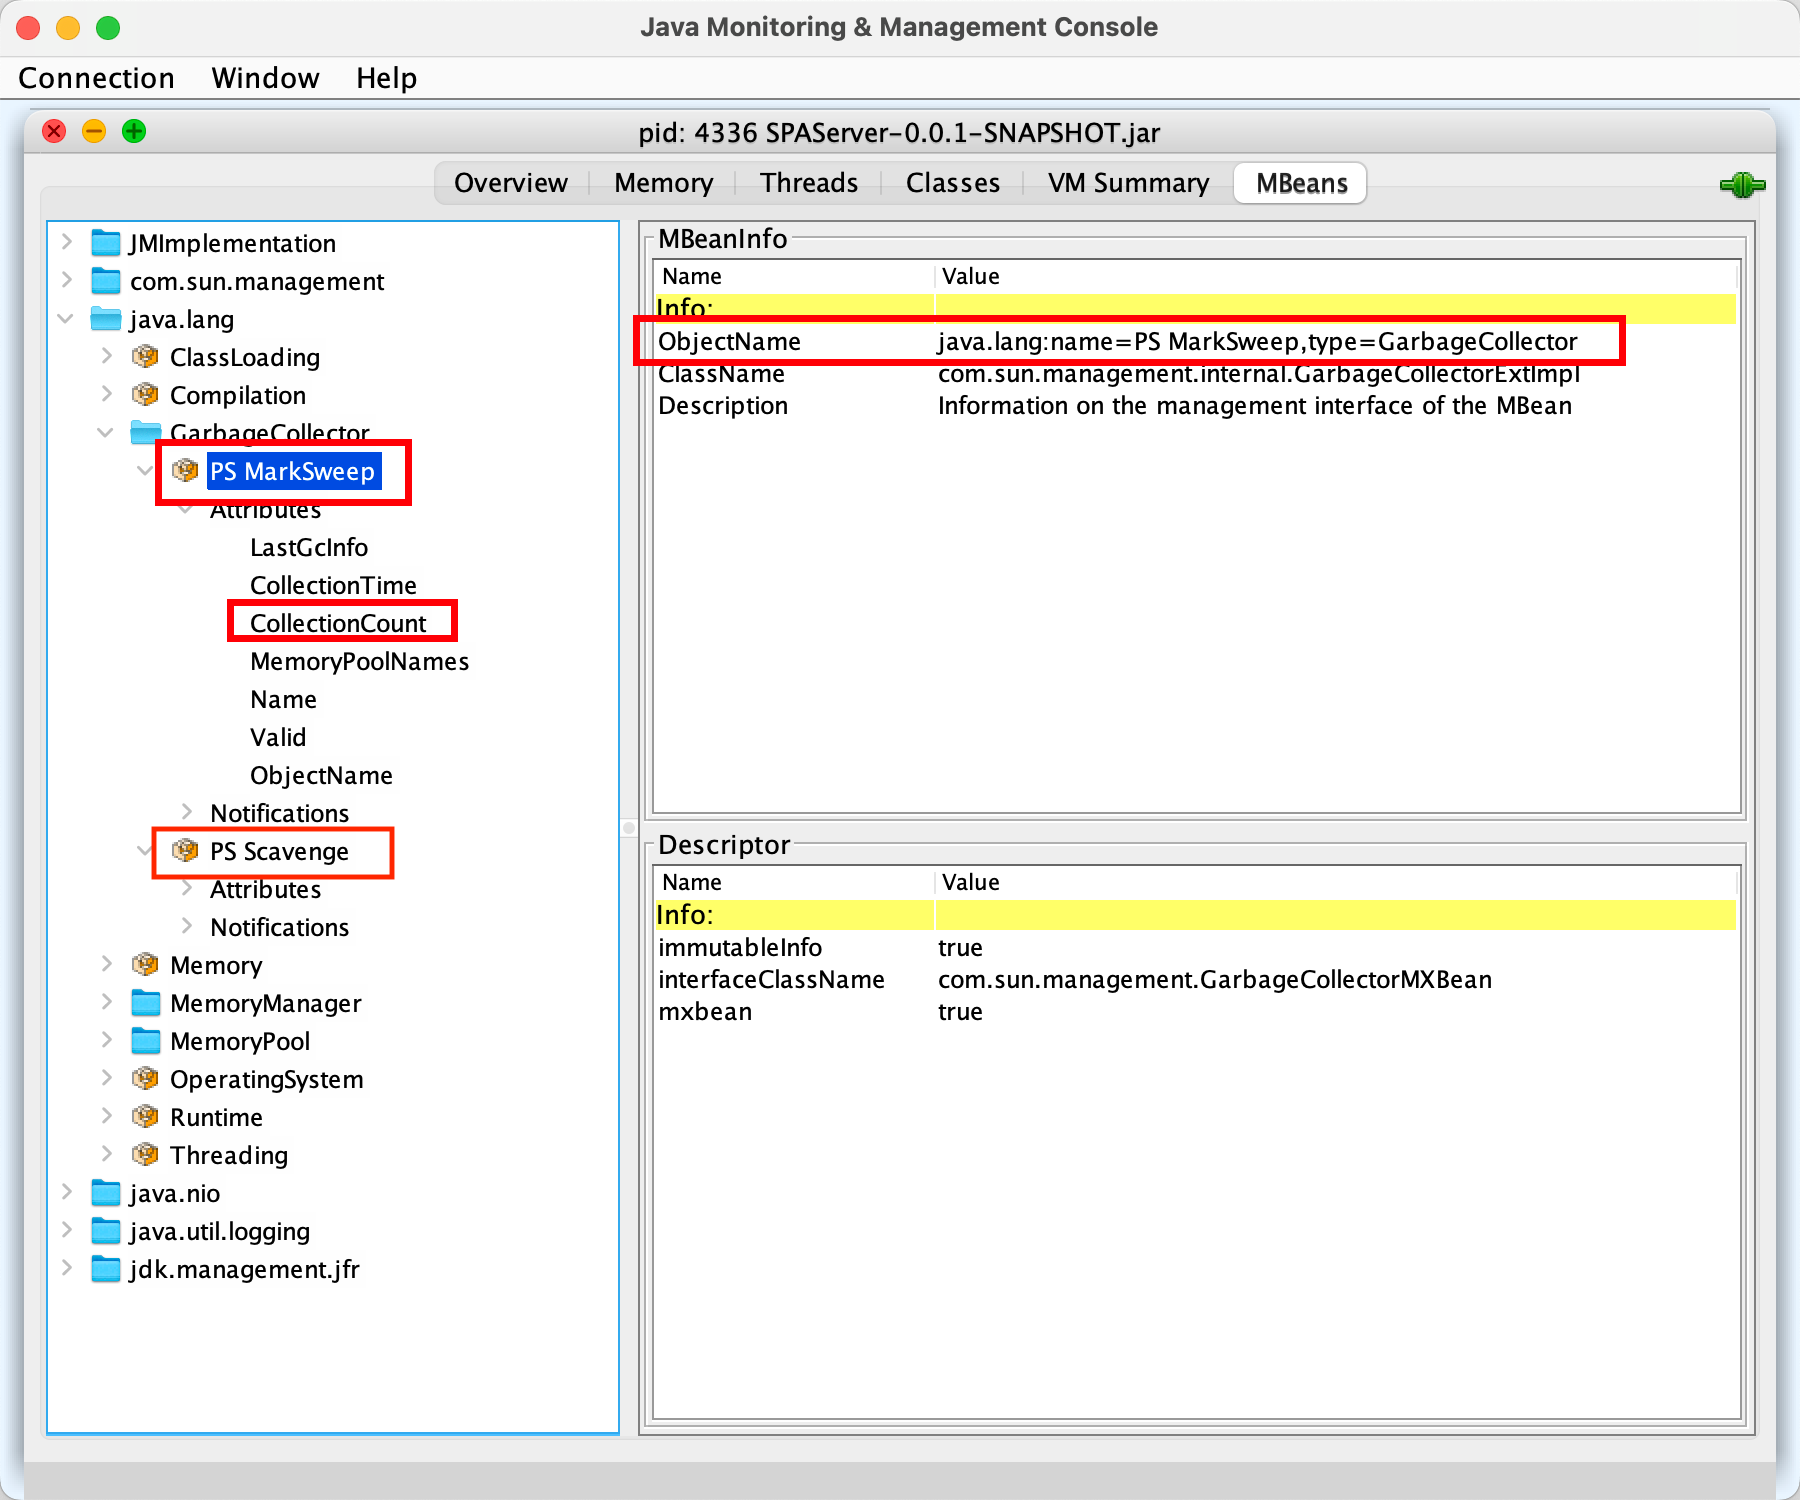 Java Monitoring & Management Console
Connection Window Help
pid: 4336 SPAServer-0.0.1-SNAPSHOT.jar
Overview Memory Threads Classes VM Summary MBeans
JMImplementation
com.sun.management
java.lang
ClassLoading
Compilation
GarbageCollector
PS MarkSweep
Attributes
LastGcInfo
CollectionTime
CollectionCount
MemoryPoolNames
Name
Valid
ObjectName
Notifications
PS Scavenge
Attributes
Notifications
Memory
MemoryManager
MemoryPool
OperatingSystem
Runtime
Threading
java.nio
java.util.logging
jdk.management.jfr
MBeanInfo
Name Value
Info:
ObjectName java.lang:name=PS MarkSweep,type=GarbageCollector
ClassName com.sun.management.internal.GarbageCollectorExtImpl
Description Information on the management interface of the MBean
Descriptor
Name Value
Info:
immutableInfo true
interfaceClassName com.sun.management.GarbageCollectorMXBean
mxbean true